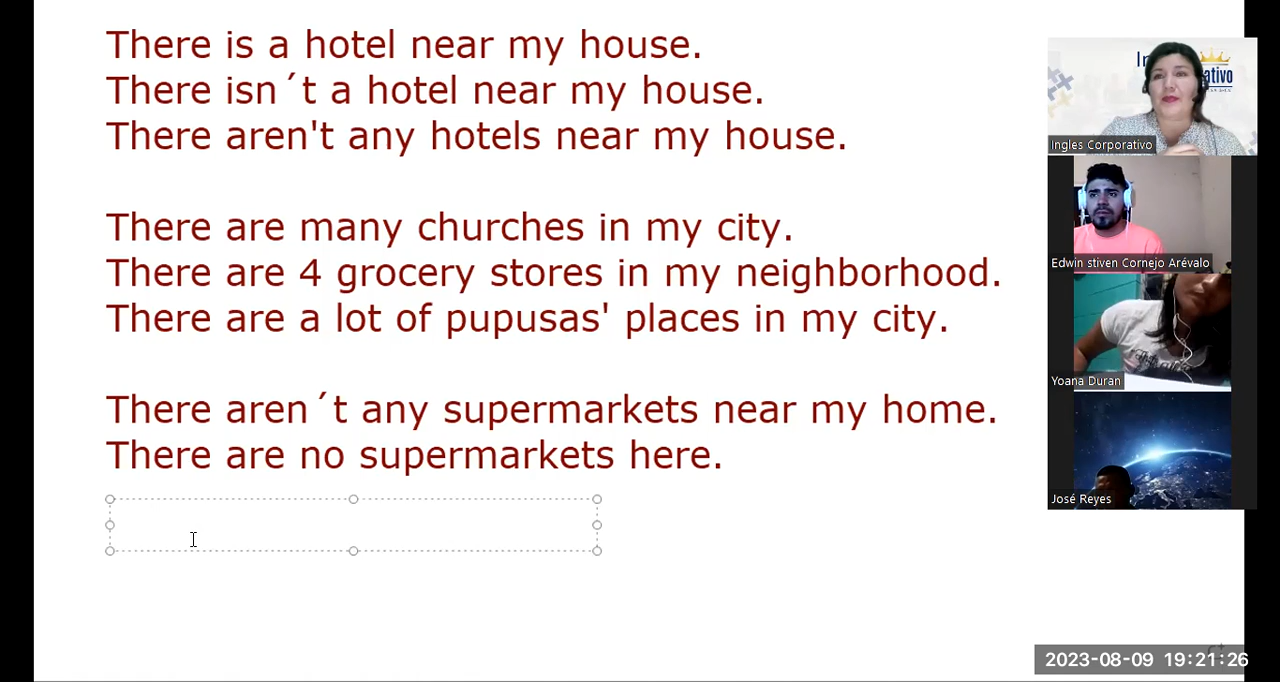 There is a hotel near my house.
There isn´t a hotel near my house.
There aren't any hotels near my house.
There are many churches in my city.
There are 4 grocery stores in my neighborhood.
There are a lot of pupusas' places in my city.
There aren´t any supermarkets near my home.
There are no supermarkets here.
Ingles Corporativo
Edwin stiven Cornejo Arévalo
Yoana Duran
José Reyes
2023-08-09 19:21:26